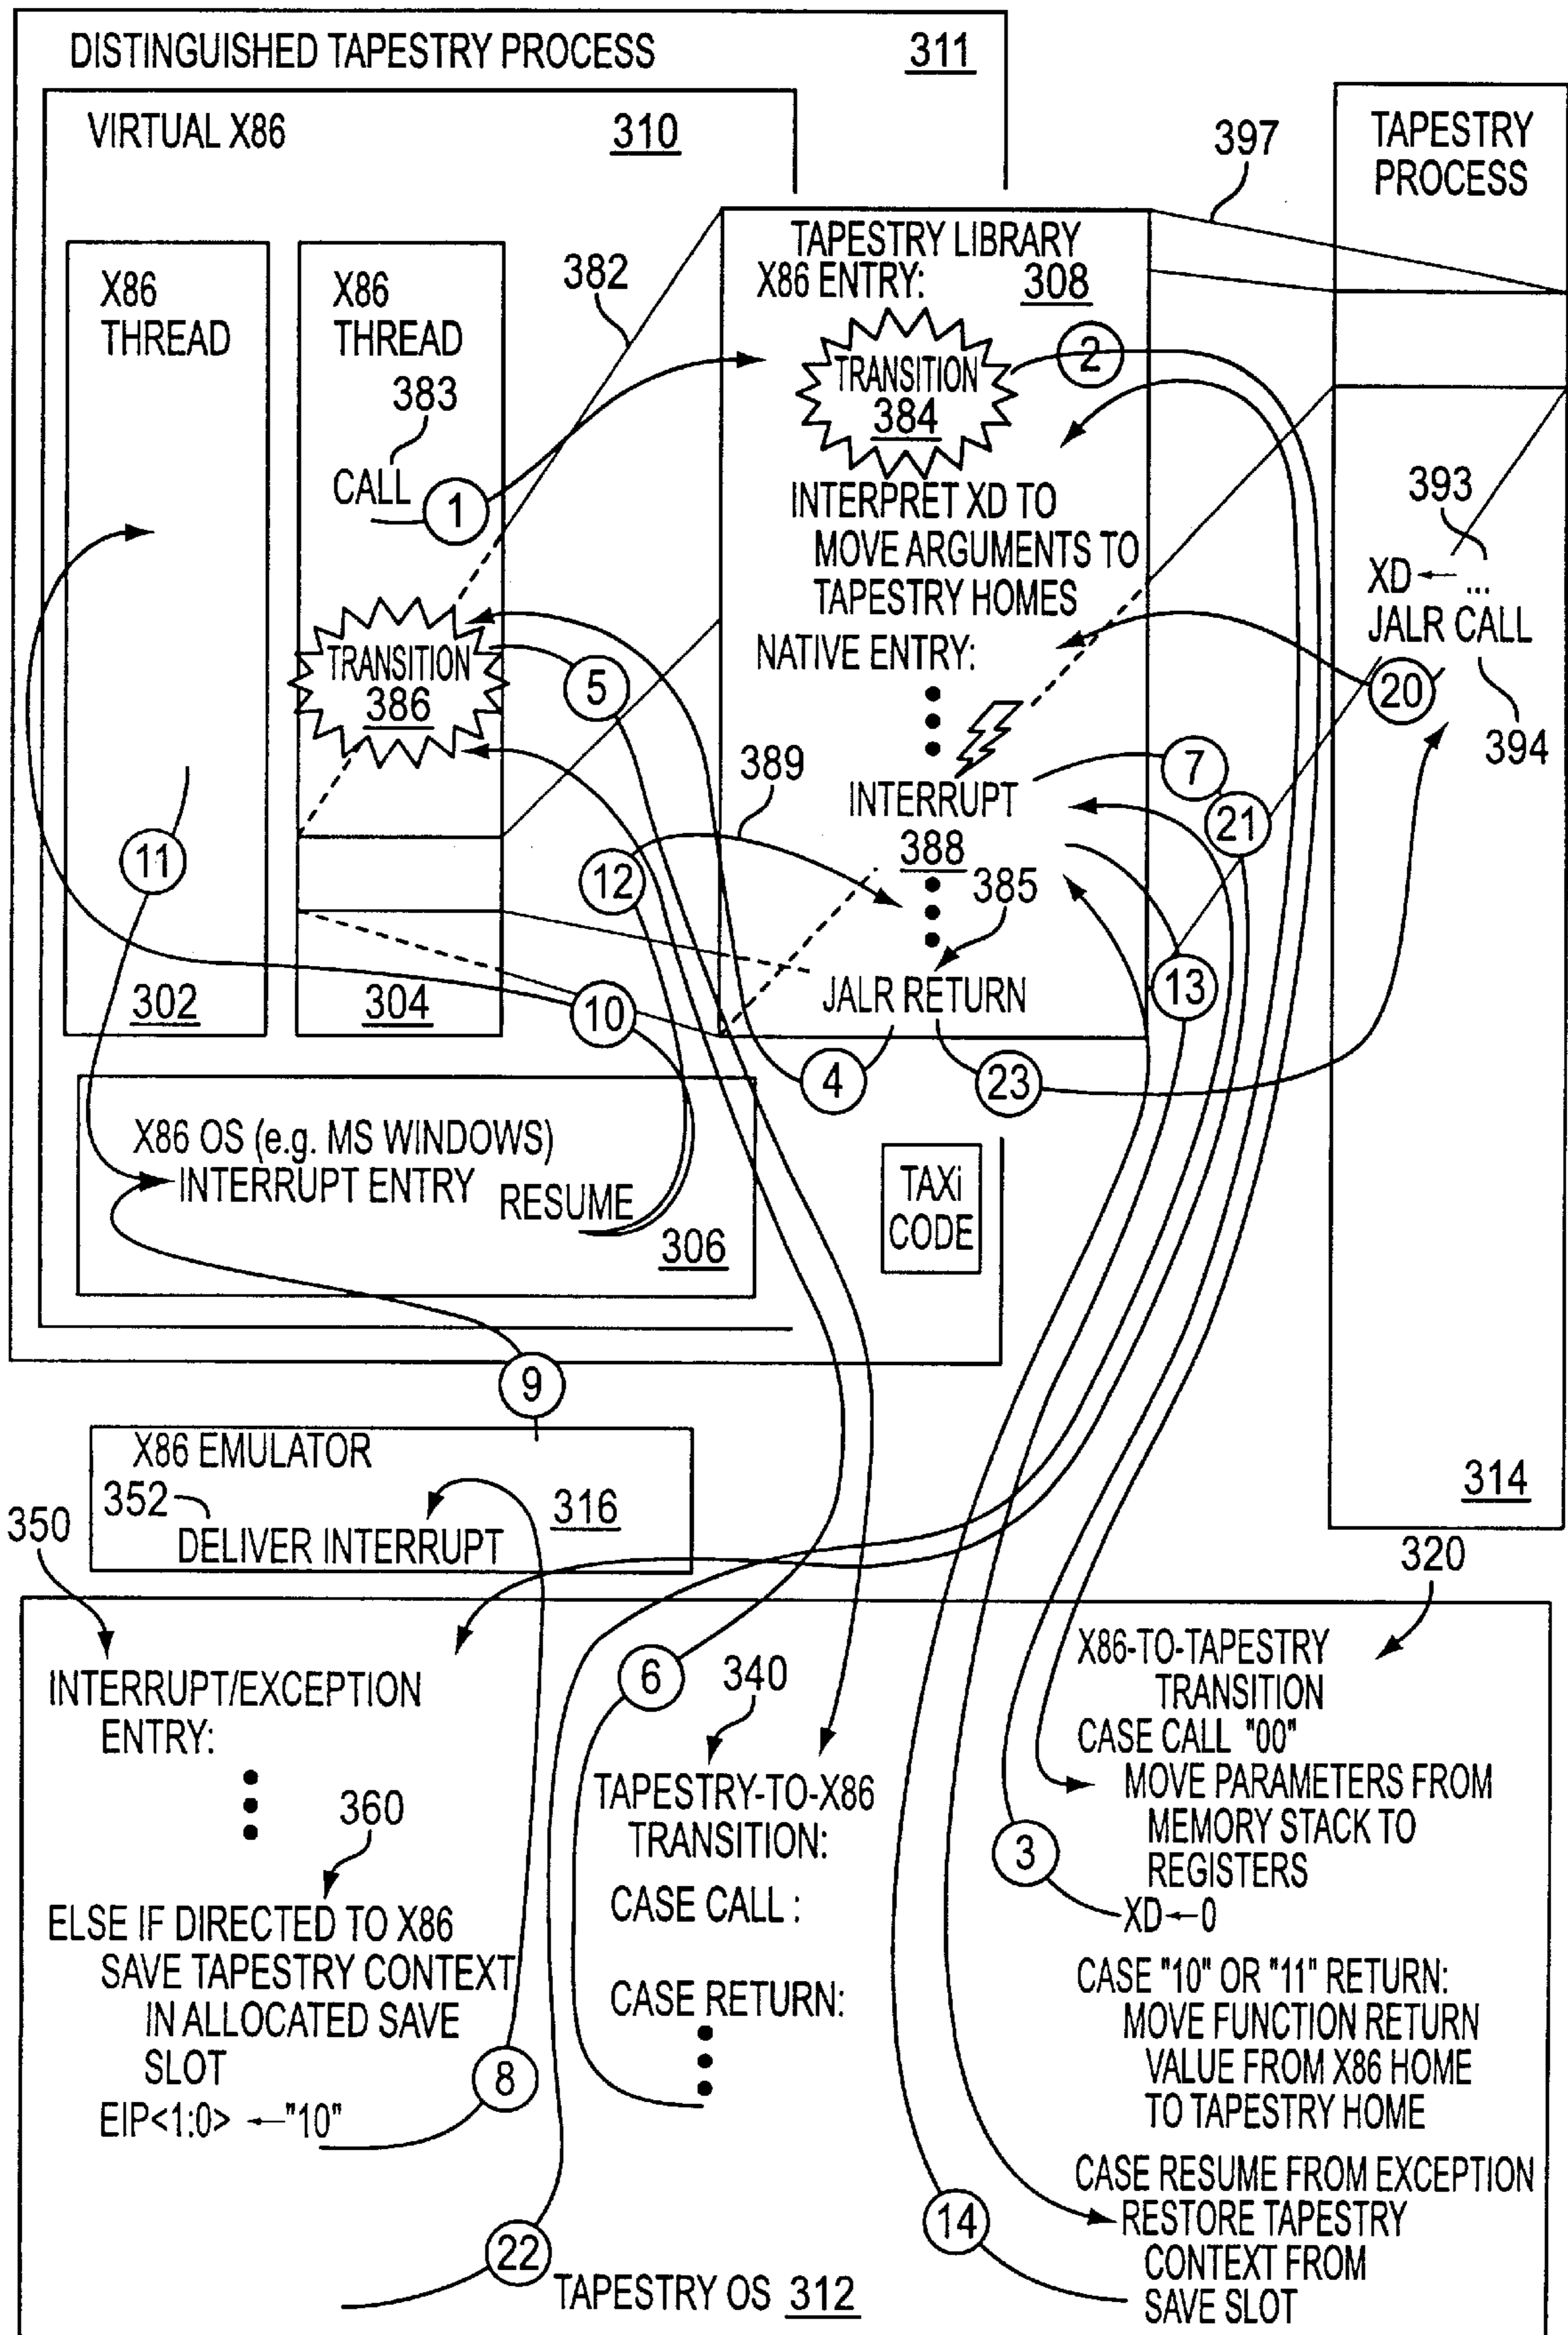 DISTINGUISHED TAPESTRY PROCESS 311
VIRTUAL X86 310
397
TAPESTRY
PROCESS
X86
THREAD
X86
THREAD
382
TAPESTRY LIBRARY
X86 ENTRY: 308
2
TRANSITION
384
383
CALL 1
INTERPRET XD TO
MOVE ARGUMENTS TO
TAPESTRY HOMES
393
XD ← ...
JALR CALL
20
394
NATIVE ENTRY:
TRANSITION
386
5
389
INTERRUPT
388
7
21
11
12
385
JALR RETURN
13
302
304
10
4
23
X86 OS (e.g. MS WINDOWS)
INTERRUPT ENTRY
RESUME
306
TAXi
CODE
9
X86 EMULATOR
352
316
DELIVER INTERRUPT
314
350
320
INTERRUPT/EXCEPTION
ENTRY:
360
ELSE IF DIRECTED TO X86
SAVE TAPESTRY CONTEXT
IN ALLOCATED SAVE
SLOT
EIP<1:0> ← "10"
8
22
6
340
TAPESTRY-TO-X86
TRANSITION:
CASE CALL :
CASE RETURN:
X86-TO-TAPESTRY
TRANSITION
CASE CALL "00"
MOVE PARAMETERS FROM
MEMORY STACK TO
REGISTERS
3
XD←0
CASE "10" OR "11" RETURN:
MOVE FUNCTION RETURN
VALUE FROM X86 HOME
TO TAPESTRY HOME
CASE RESUME FROM EXCEPTION
RESTORE TAPESTRY
CONTEXT FROM
SAVE SLOT
14
TAPESTRY OS 312